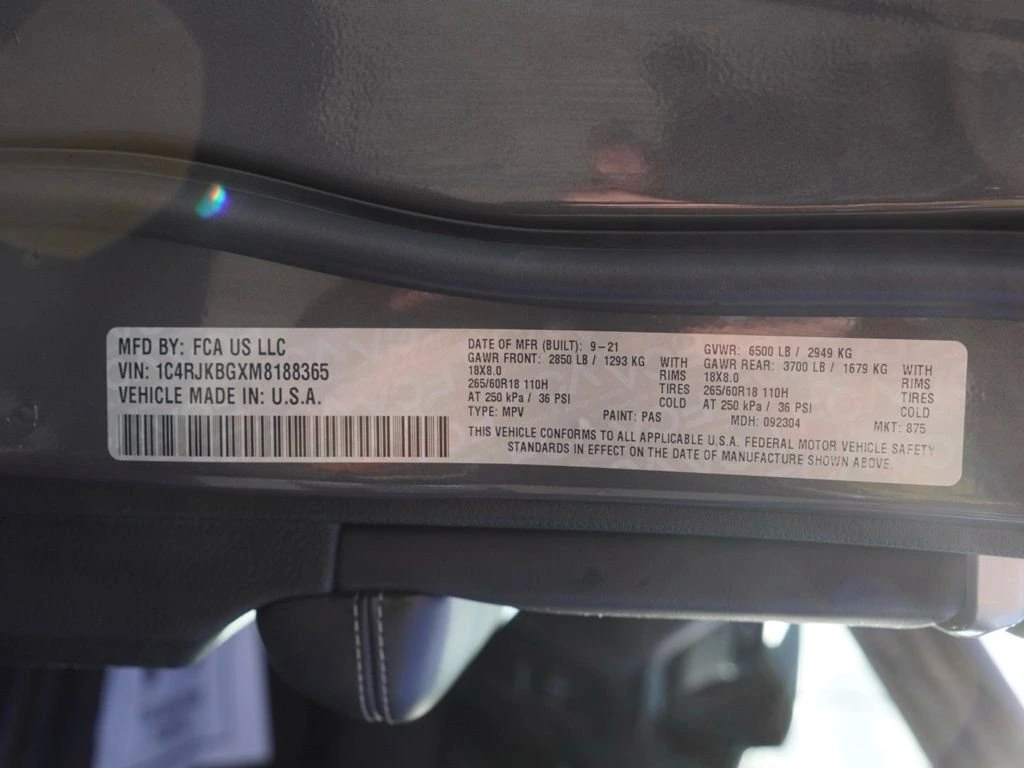 MFD BY: FCA US LLC
VIN: 1C4RJKBGXM8188365
VEHICLE MADE IN: U.S.A.
DATE OF MFR (BUILT): 9-21
GAWR FRONT: 2850 LB / 1293 KG WITH
18X8.0 RIMS
265/60R18 110H TIRES
AT 250 kPa / 36 PSI COLD
TYPE: MPV PAINT: PAS
GVWR: 6500 LB / 2949 KG
GAWR REAR: 3700 LB / 1679 KG WITH
18X8.0 RIMS
265/60R18 110H TIRES
AT 250 kPa / 36 PSI COLD
MDH: 092304 MKT: 875
THIS VEHICLE CONFORMS TO ALL APPLICABLE U.S.A. FEDERAL MOTOR VEHICLE SAFETY
STANDARDS IN EFFECT ON THE DATE OF MANUFACTURE SHOWN ABOVE.